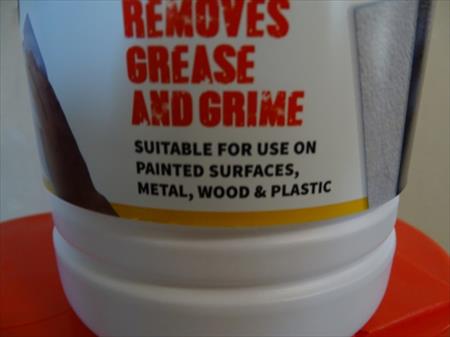 REMOVES
GREASE
AND GRIME
SUITABLE FOR USE ON
PAINTED SURFACES,
METAL, WOOD & PLASTIC